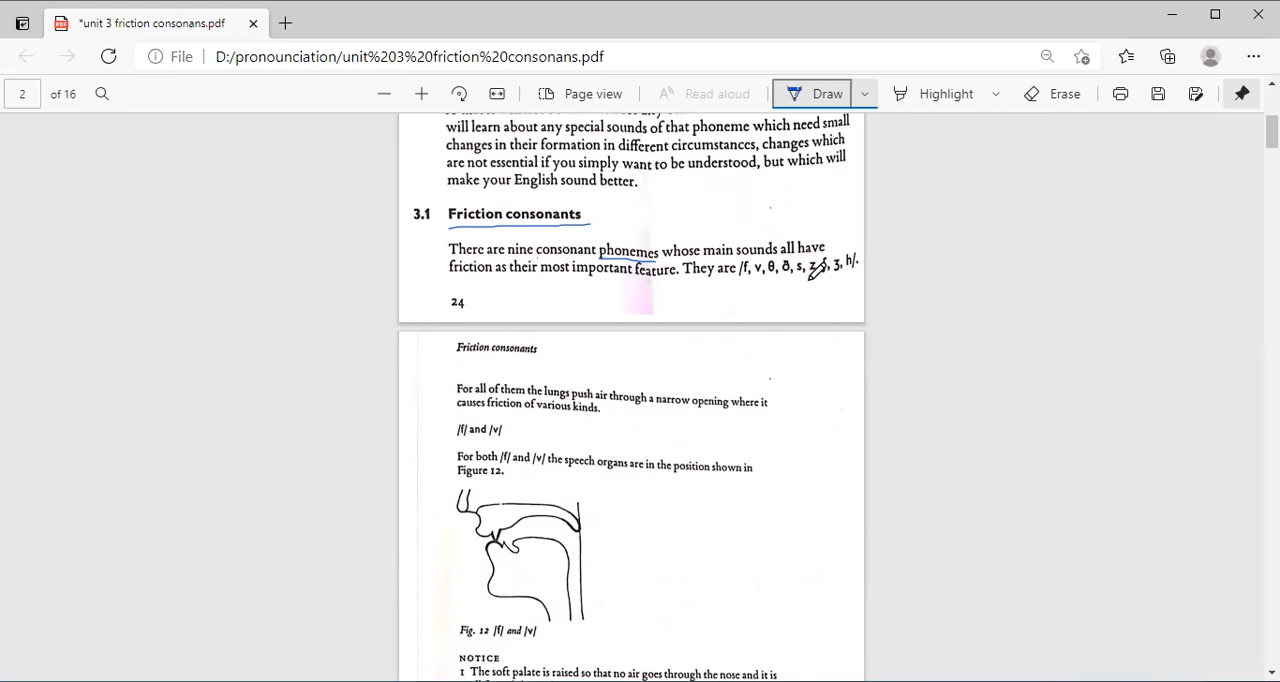 *unit 3 friction consonans.pdf
File D:/pronounciation/unit%203%20friction%20consonans.pdf
2 of 16 Page view Read aloud Draw Highlight Erase
will learn about any special sounds of that phoneme which need small
changes in their formation in different circumstances, changes which
are not essential if you simply want to be understood, but which will
make your English sound better.
3.1 Friction consonants
There are nine consonant phonemes whose main sounds all have
friction as their most important feature. They are /f, v, θ, ð, s, z, ʃ, ʒ, h/.
24
Friction consonants
For all of them the lungs push air through a narrow opening where it
causes friction of various kinds.
/f/ and /v/
For both /f/ and /v/ the speech organs are in the position shown in
Figure 12.
Fig. 12 /f/ and /v/
NOTICE
1 The soft palate is raised so that no air goes through the nose and it is